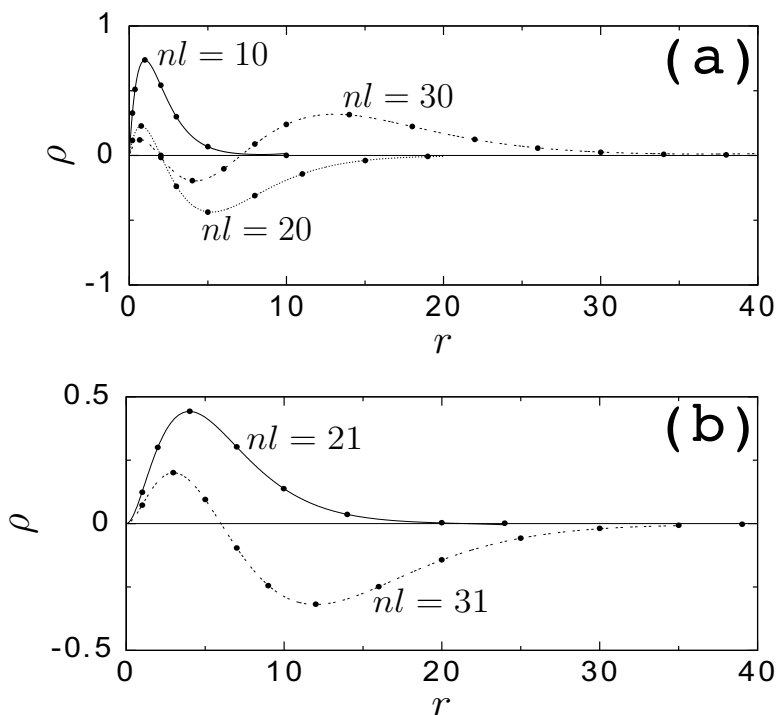 1
(a)
nl = 10
nl = 30
ρ
0
nl = 20
-1
0 10 20 30 40
r
0.5
(b)
nl = 21
ρ
0
nl = 31
-0.5
0 10 20 30 40
r